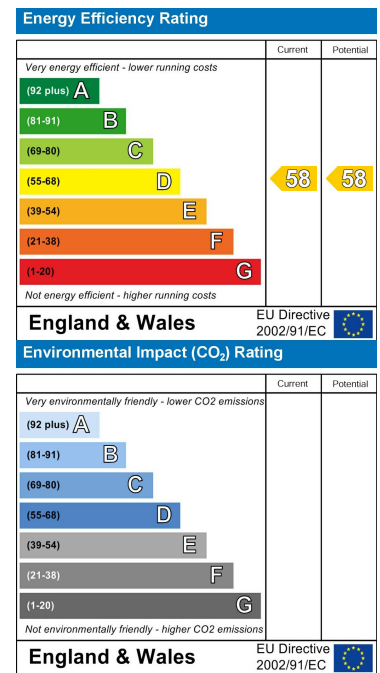 Energy Efficiency Rating
Current Potential
Very energy efficient - lower running costs
(92 plus) A
(81-91) B
(69-80) C
(55-68) D 58 58
(39-54) E
(21-38) F
(1-20) G
Not energy efficient - higher running costs
England & Wales EU Directive 2002/91/EC
Environmental Impact (CO₂) Rating
Current Potential
Very environmentally friendly - lower CO2 emissions
(92 plus) A
(81-91) B
(69-80) C
(55-68) D
(39-54) E
(21-38) F
(1-20) G
Not environmentally friendly - higher CO2 emissions
England & Wales EU Directive 2002/91/EC